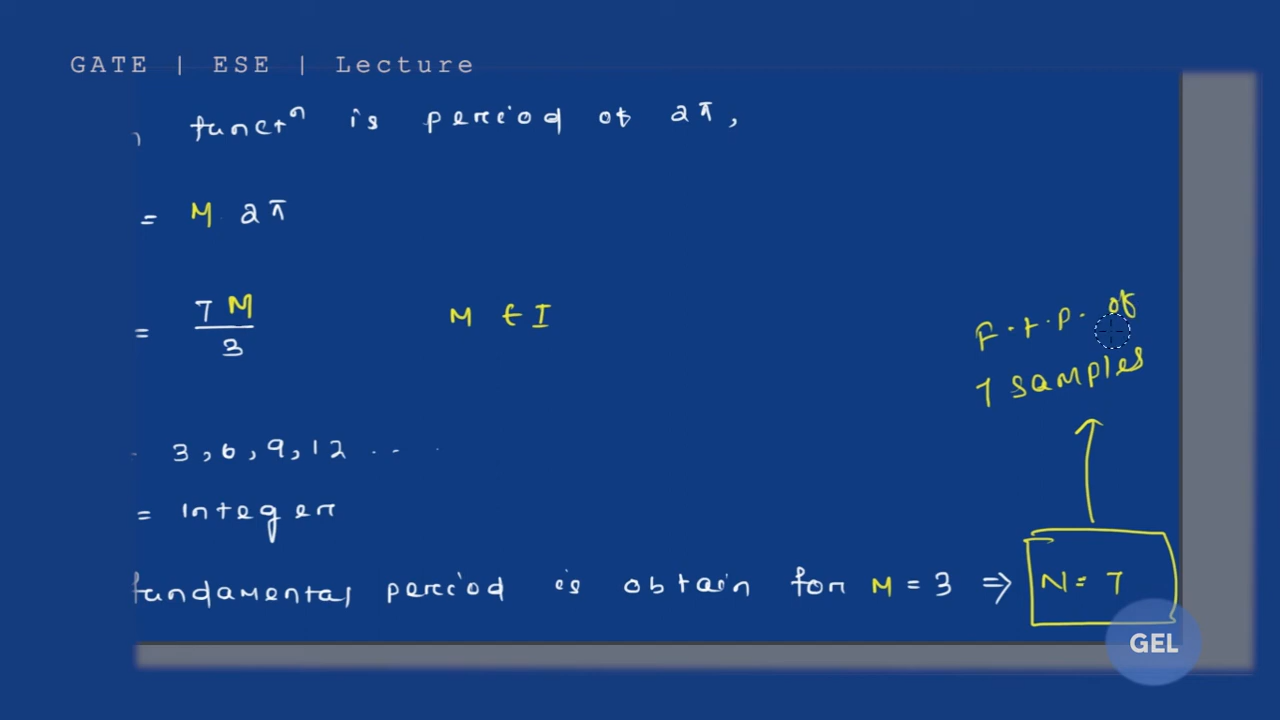 GATE | ESE | Lecture
functⁿ is period of 2π,
= M 2π
= 7M/3 M ∈ I
F.t.P. of
7 samples
3, 6, 9, 12 ...
= Integer
fundamental period is obtain for M = 3 ⇒ N = 7
GEL